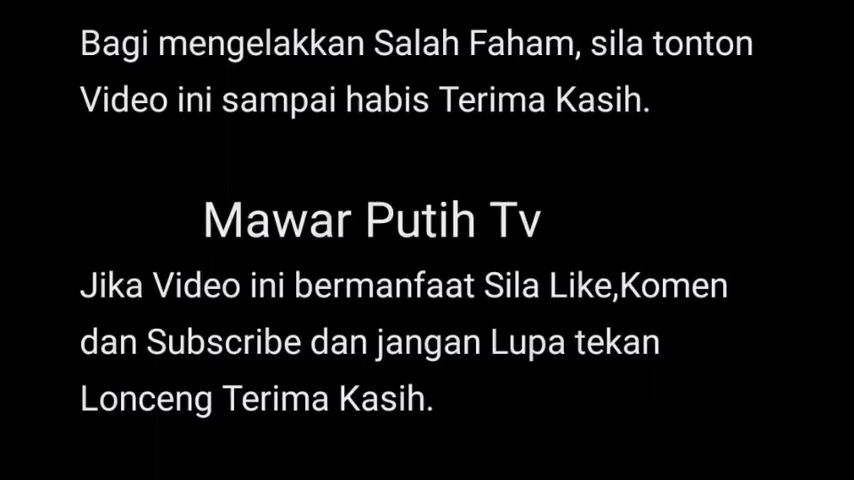 Bagi mengelakkan Salah Faham, sila tonton
Video ini sampai habis Terima Kasih.
Mawar Putih Tv
Jika Video ini bermanfaat Sila Like,Komen
dan Subscribe dan jangan Lupa tekan
Lonceng Terima Kasih.